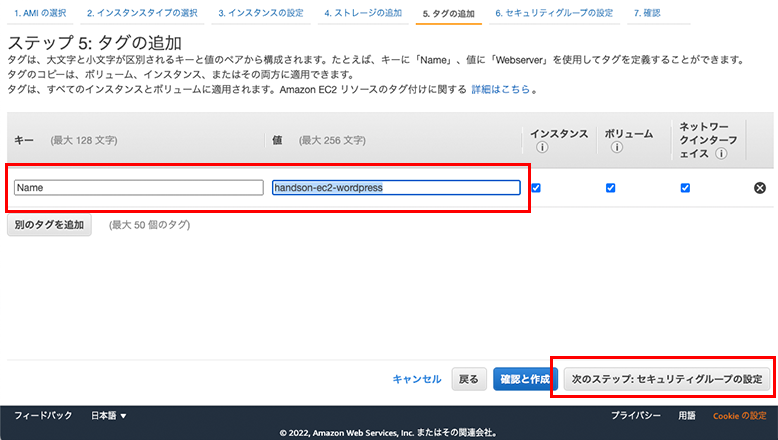 1. AMI の選択 2. インスタンスタイプの選択 3. インスタンスの設定 4. ストレージの追加 5. タグの追加 6. セキュリティグループの設定 7. 確認
ステップ 5: タグの追加
タグは、大文字と小文字が区別されるキーと値のペアから構成されます。たとえば、キーに「Name」、値に「Webserver」を使用してタグを定義することができます。
タグのコピーは、ボリューム、インスタンス、またはその両方に適用できます。
タグは、すべてのインスタンスとボリュームに適用されます。Amazon EC2 リソースのタグ付けに関する 詳細はこちら。
キー (最大 128 文字) 値 (最大 256 文字) インスタンス ボリューム ネットワー
クインターフ
ェイス
Name handson-ec2-wordpress
別のタグを追加 (最大 50 個のタグ)
キャンセル 戻る 確認と作成 次のステップ: セキュリティグループの設定
フィードバック 日本語 プライバシー 用語 Cookie の設定
© 2022, Amazon Web Services, Inc. またはその関連会社。